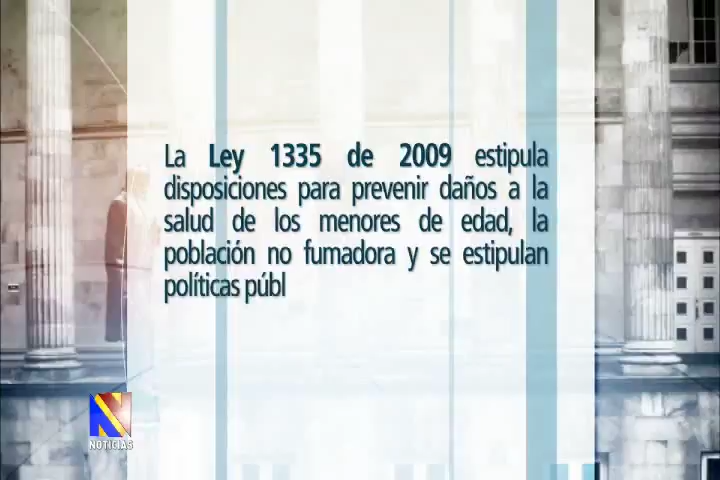 La Ley 1335 de 2009 estipula
disposiciones para prevenir daños a la
salud de los menores de edad, la
población no fumadora y se estipulan
políticas públ
N
NOTICIAS